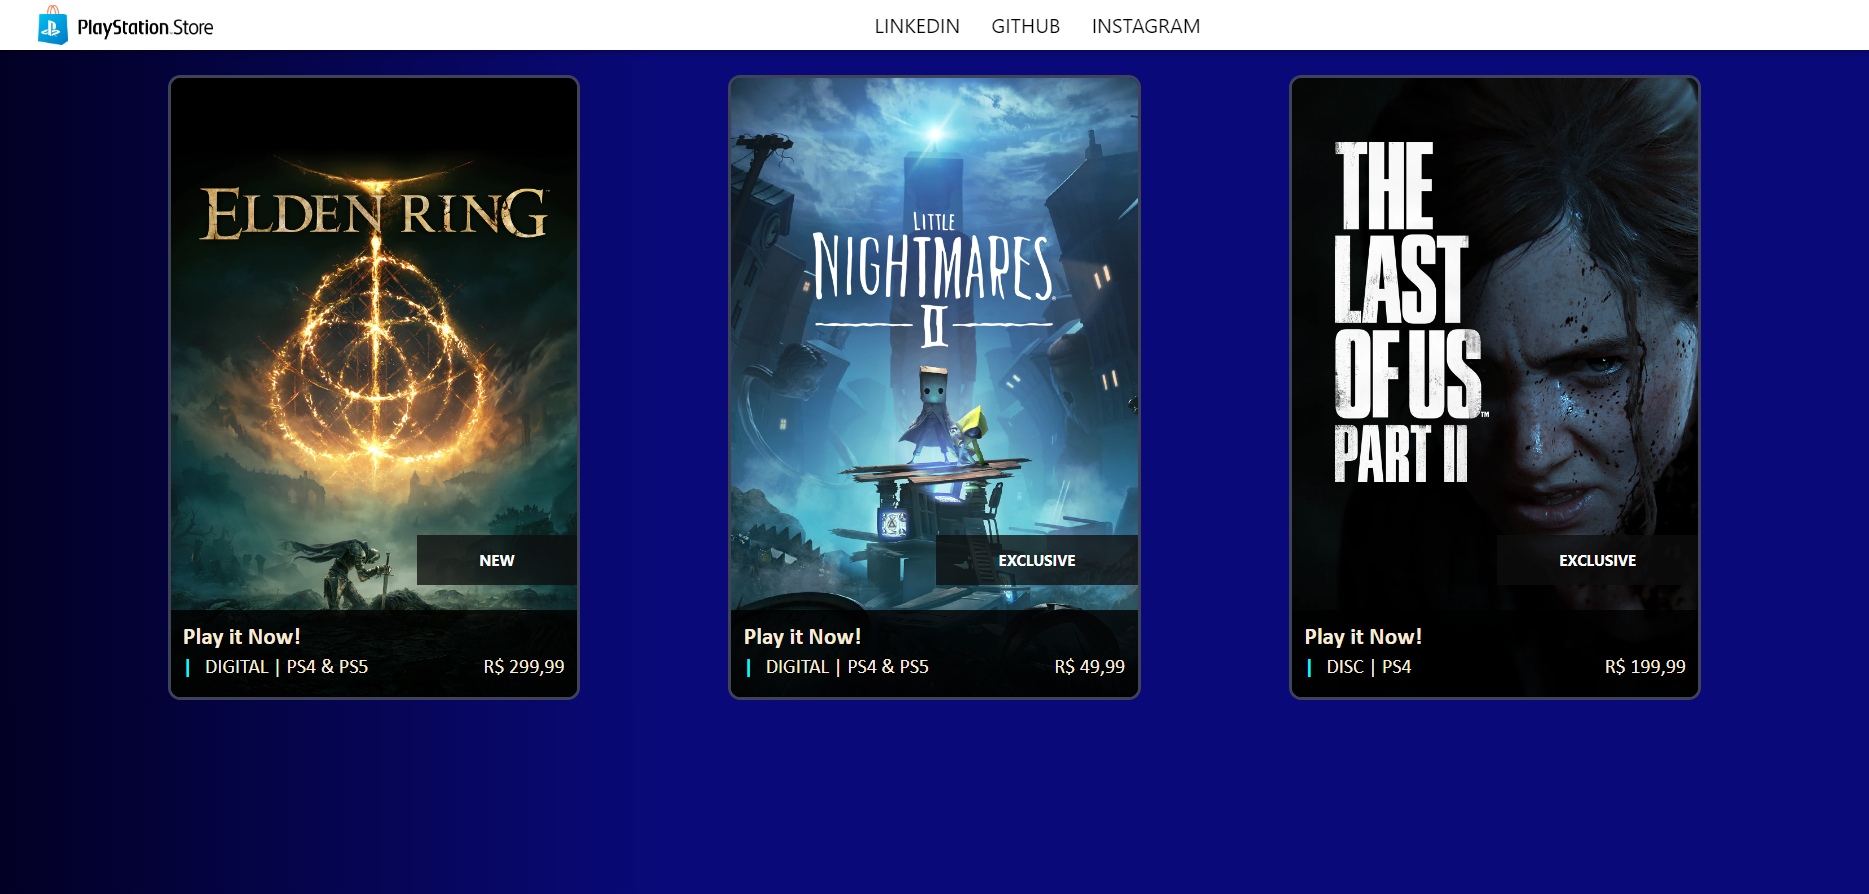 PlayStation Store
LINKEDIN GITHUB INSTAGRAM
ELDEN RING
NEW
Play it Now!
| DIGITAL | PS4 & PS5 R$ 299,99
LITTLE
NIGHTMARES
II
EXCLUSIVE
Play it Now!
| DIGITAL | PS4 & PS5 R$ 49,99
THE
LAST
OF US™
PART II
EXCLUSIVE
Play it Now!
| DISC | PS4 R$ 199,99